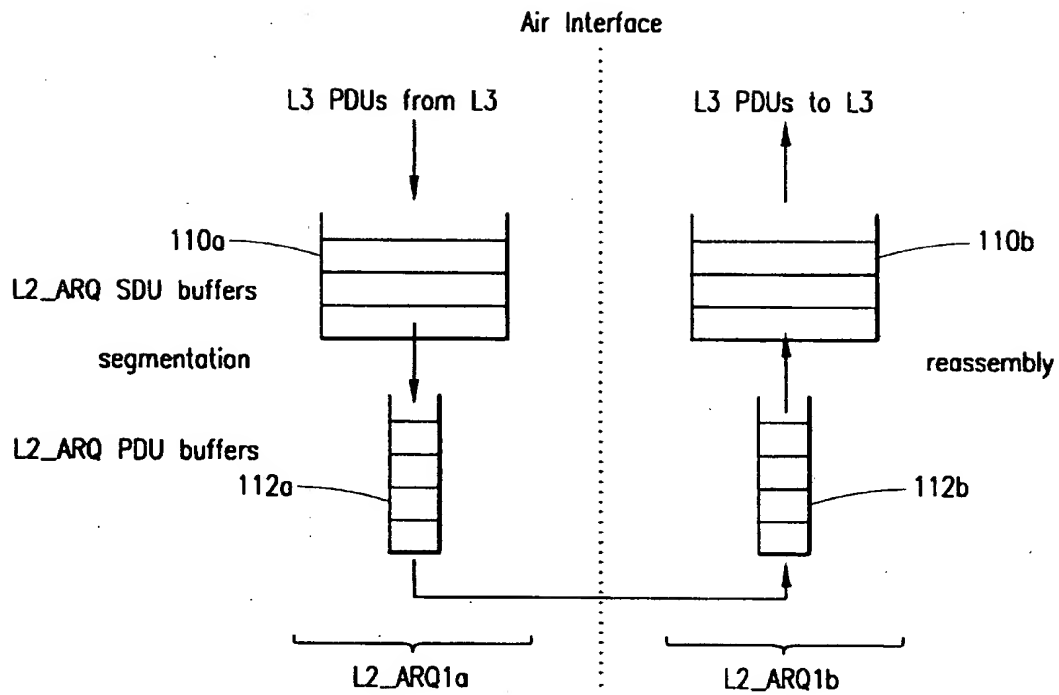 Air Interface
L3 PDUs from L3
L3 PDUs to L3
110a
110b
L2_ARQ SDU buffers
segmentation
reassembly
L2_ARQ PDU buffers
112a
112b
L2_ARQ1a
L2_ARQ1b